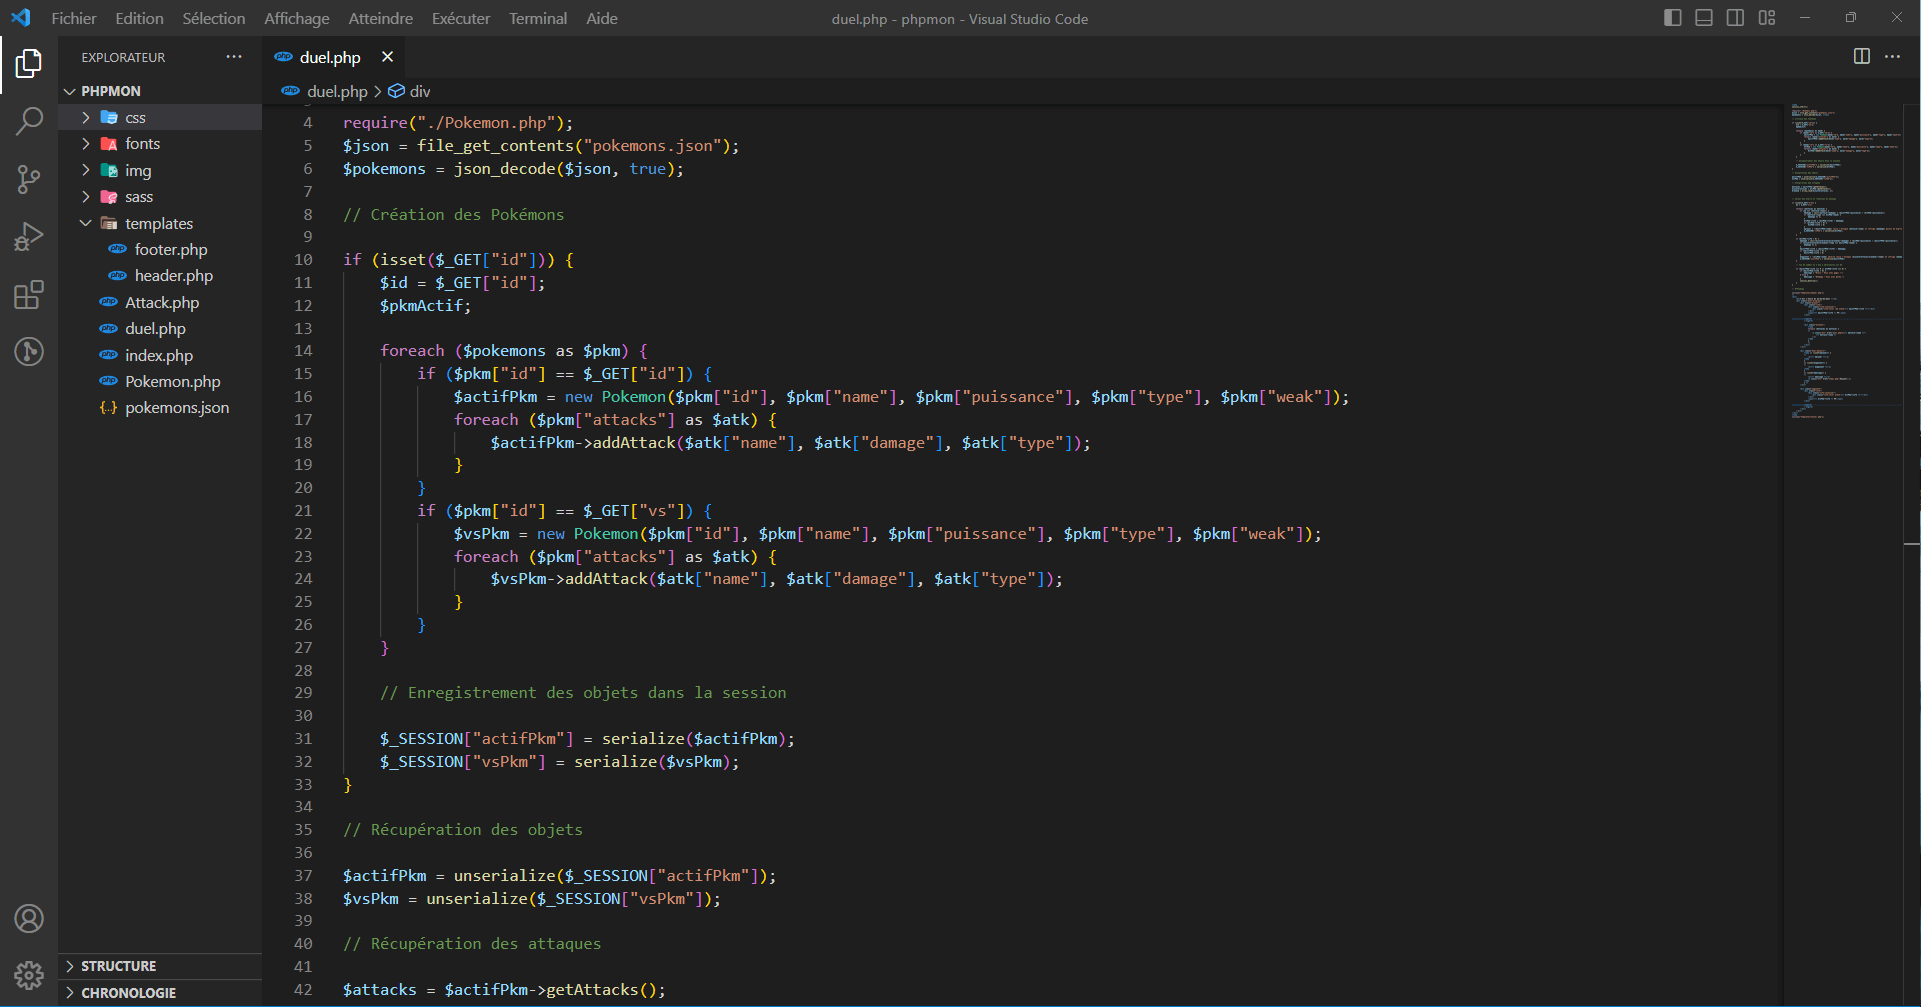 Fichier Edition Sélection Affichage Atteindre Exécuter Terminal Aide
duel.php - phpmon - Visual Studio Code
EXPLORATEUR
PHPMON
css
fonts
img
sass
templates
footer.php
header.php
Attack.php
duel.php
index.php
Pokemon.php
{..} pokemons.json
STRUCTURE
CHRONOLOGIE
php duel.php
php duel.php > div
4 require("./Pokemon.php");
5 $json = file_get_contents("pokemons.json");
6 $pokemons = json_decode($json, true);
7
8 // Création des Pokémons
9
10 if (isset($_GET["id"])) {
11 $id = $_GET["id"];
12 $pkmActif;
13
14 foreach ($pokemons as $pkm) {
15 if ($pkm["id"] == $_GET["id"]) {
16 $actifPkm = new Pokemon($pkm["id"], $pkm["name"], $pkm["puissance"], $pkm["type"], $pkm["weak"]);
17 foreach ($pkm["attacks"] as $atk) {
18 $actifPkm->addAttack($atk["name"], $atk["damage"], $atk["type"]);
19 }
20 }
21 if ($pkm["id"] == $_GET["vs"]) {
22 $vsPkm = new Pokemon($pkm["id"], $pkm["name"], $pkm["puissance"], $pkm["type"], $pkm["weak"]);
23 foreach ($pkm["attacks"] as $atk) {
24 $vsPkm->addAttack($atk["name"], $atk["damage"], $atk["type"]);
25 }
26 }
27 }
28
29 // Enregistrement des objets dans la session
30
31 $_SESSION["actifPkm"] = serialize($actifPkm);
32 $_SESSION["vsPkm"] = serialize($vsPkm);
33 }
34
35 // Récupération des objets
36
37 $actifPkm = unserialize($_SESSION["actifPkm"]);
38 $vsPkm = unserialize($_SESSION["vsPkm"]);
39
40 // Récupération des attaques
41
42 $attacks = $actifPkm->getAttacks();